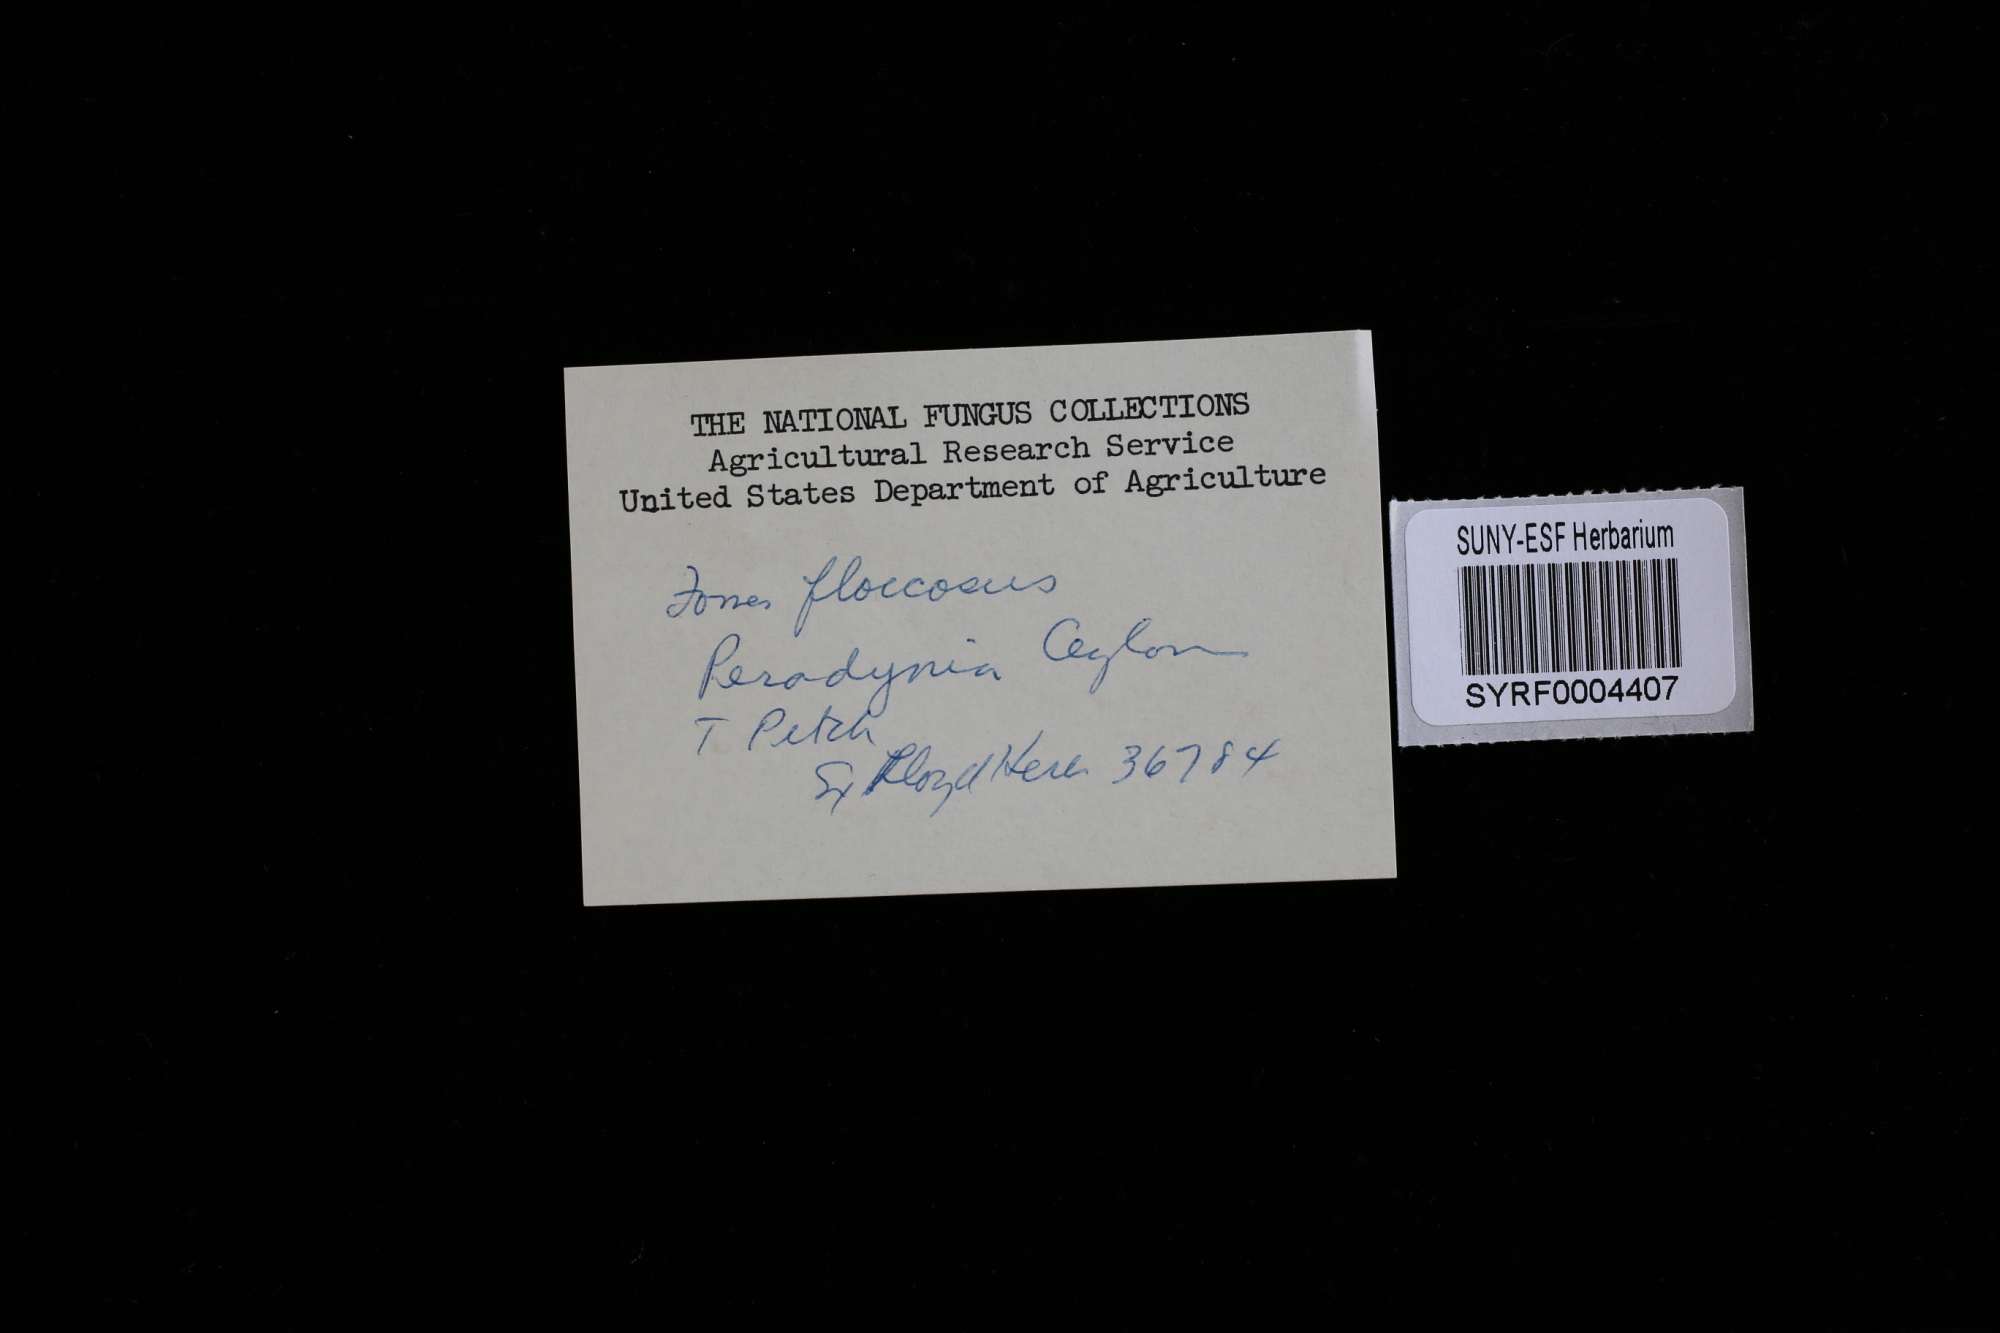 THE NATIONAL FUNGUS COLLECTIONS
Agricultural Research Service
United States Department of Agriculture
Fomes floccosus
Peradynia Ceylon
T Petch
Ex Lloyd Herb 36784
SUNY-ESF Herbarium
SYRF0004407